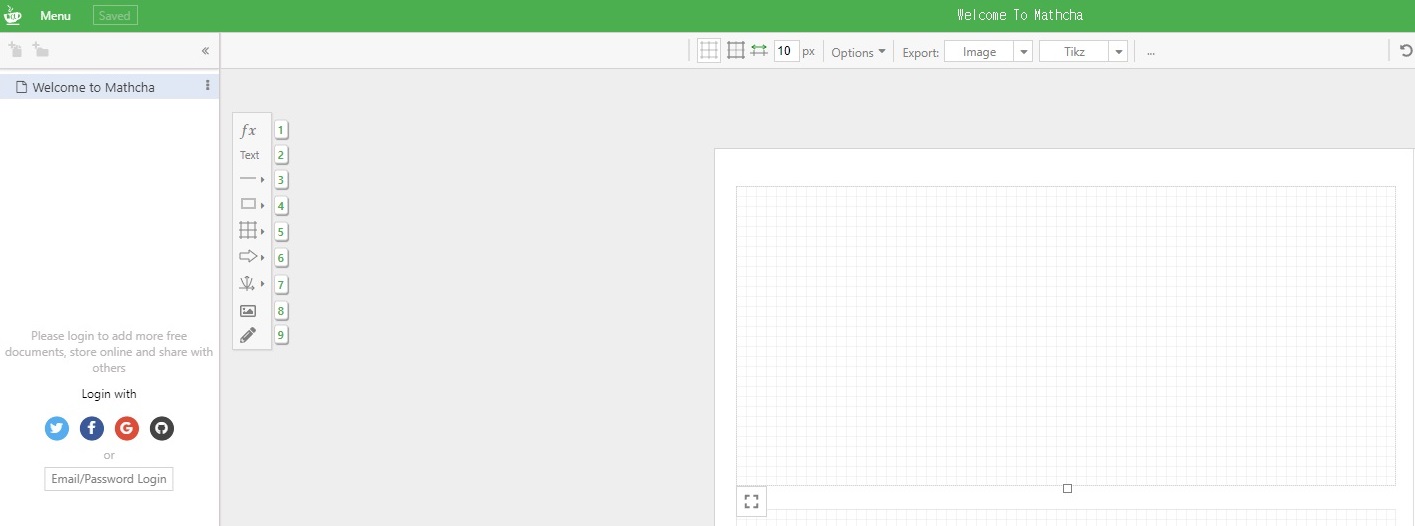 Menu
Saved
Welcome To Mathcha
10 px
Options
Export:
Image
Tikz
...
Welcome to Mathcha
fx 1
Text 2
3
4
5
6
7
8
9
Please login to add more free
documents, store online and share with
others
Login with
or
Email/Password Login